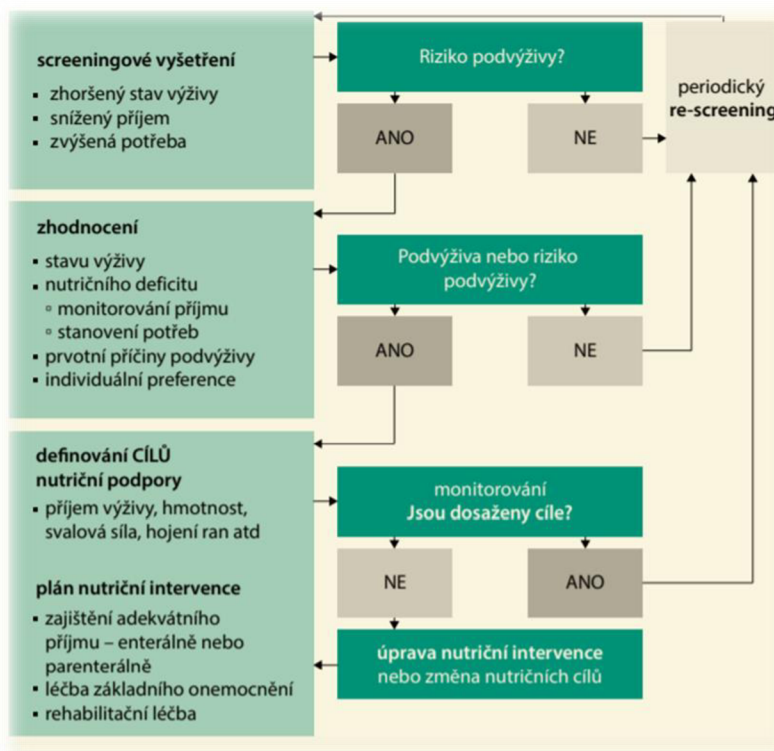 screeningové vyšetření
▪ zhoršený stav výživy
▪ snížený příjem
▪ zvýšená potřeba
Riziko podvýživy?
ANO
NE
periodický
re-screening
zhodnocení
▪ stavu výživy
▪ nutričního deficitu
▫ monitorování příjmu
▫ stanovení potřeb
▪ prvotní příčiny podvýživy
▪ individuální preference
Podvýživa nebo riziko
podvýživy?
ANO
NE
definování CÍLŮ
nutriční podpory
▪ příjem výživy, hmotnost,
svalová síla, hojení ran atd
plán nutriční intervence
▪ zajištění adekvátního
příjmu – enterálně nebo
parenterálně
▪ léčba základního onemocnění
▪ rehabilitační léčba
monitorování
Jsou dosaženy cíle?
NE
ANO
úprava nutriční intervence
nebo změna nutričních cílů